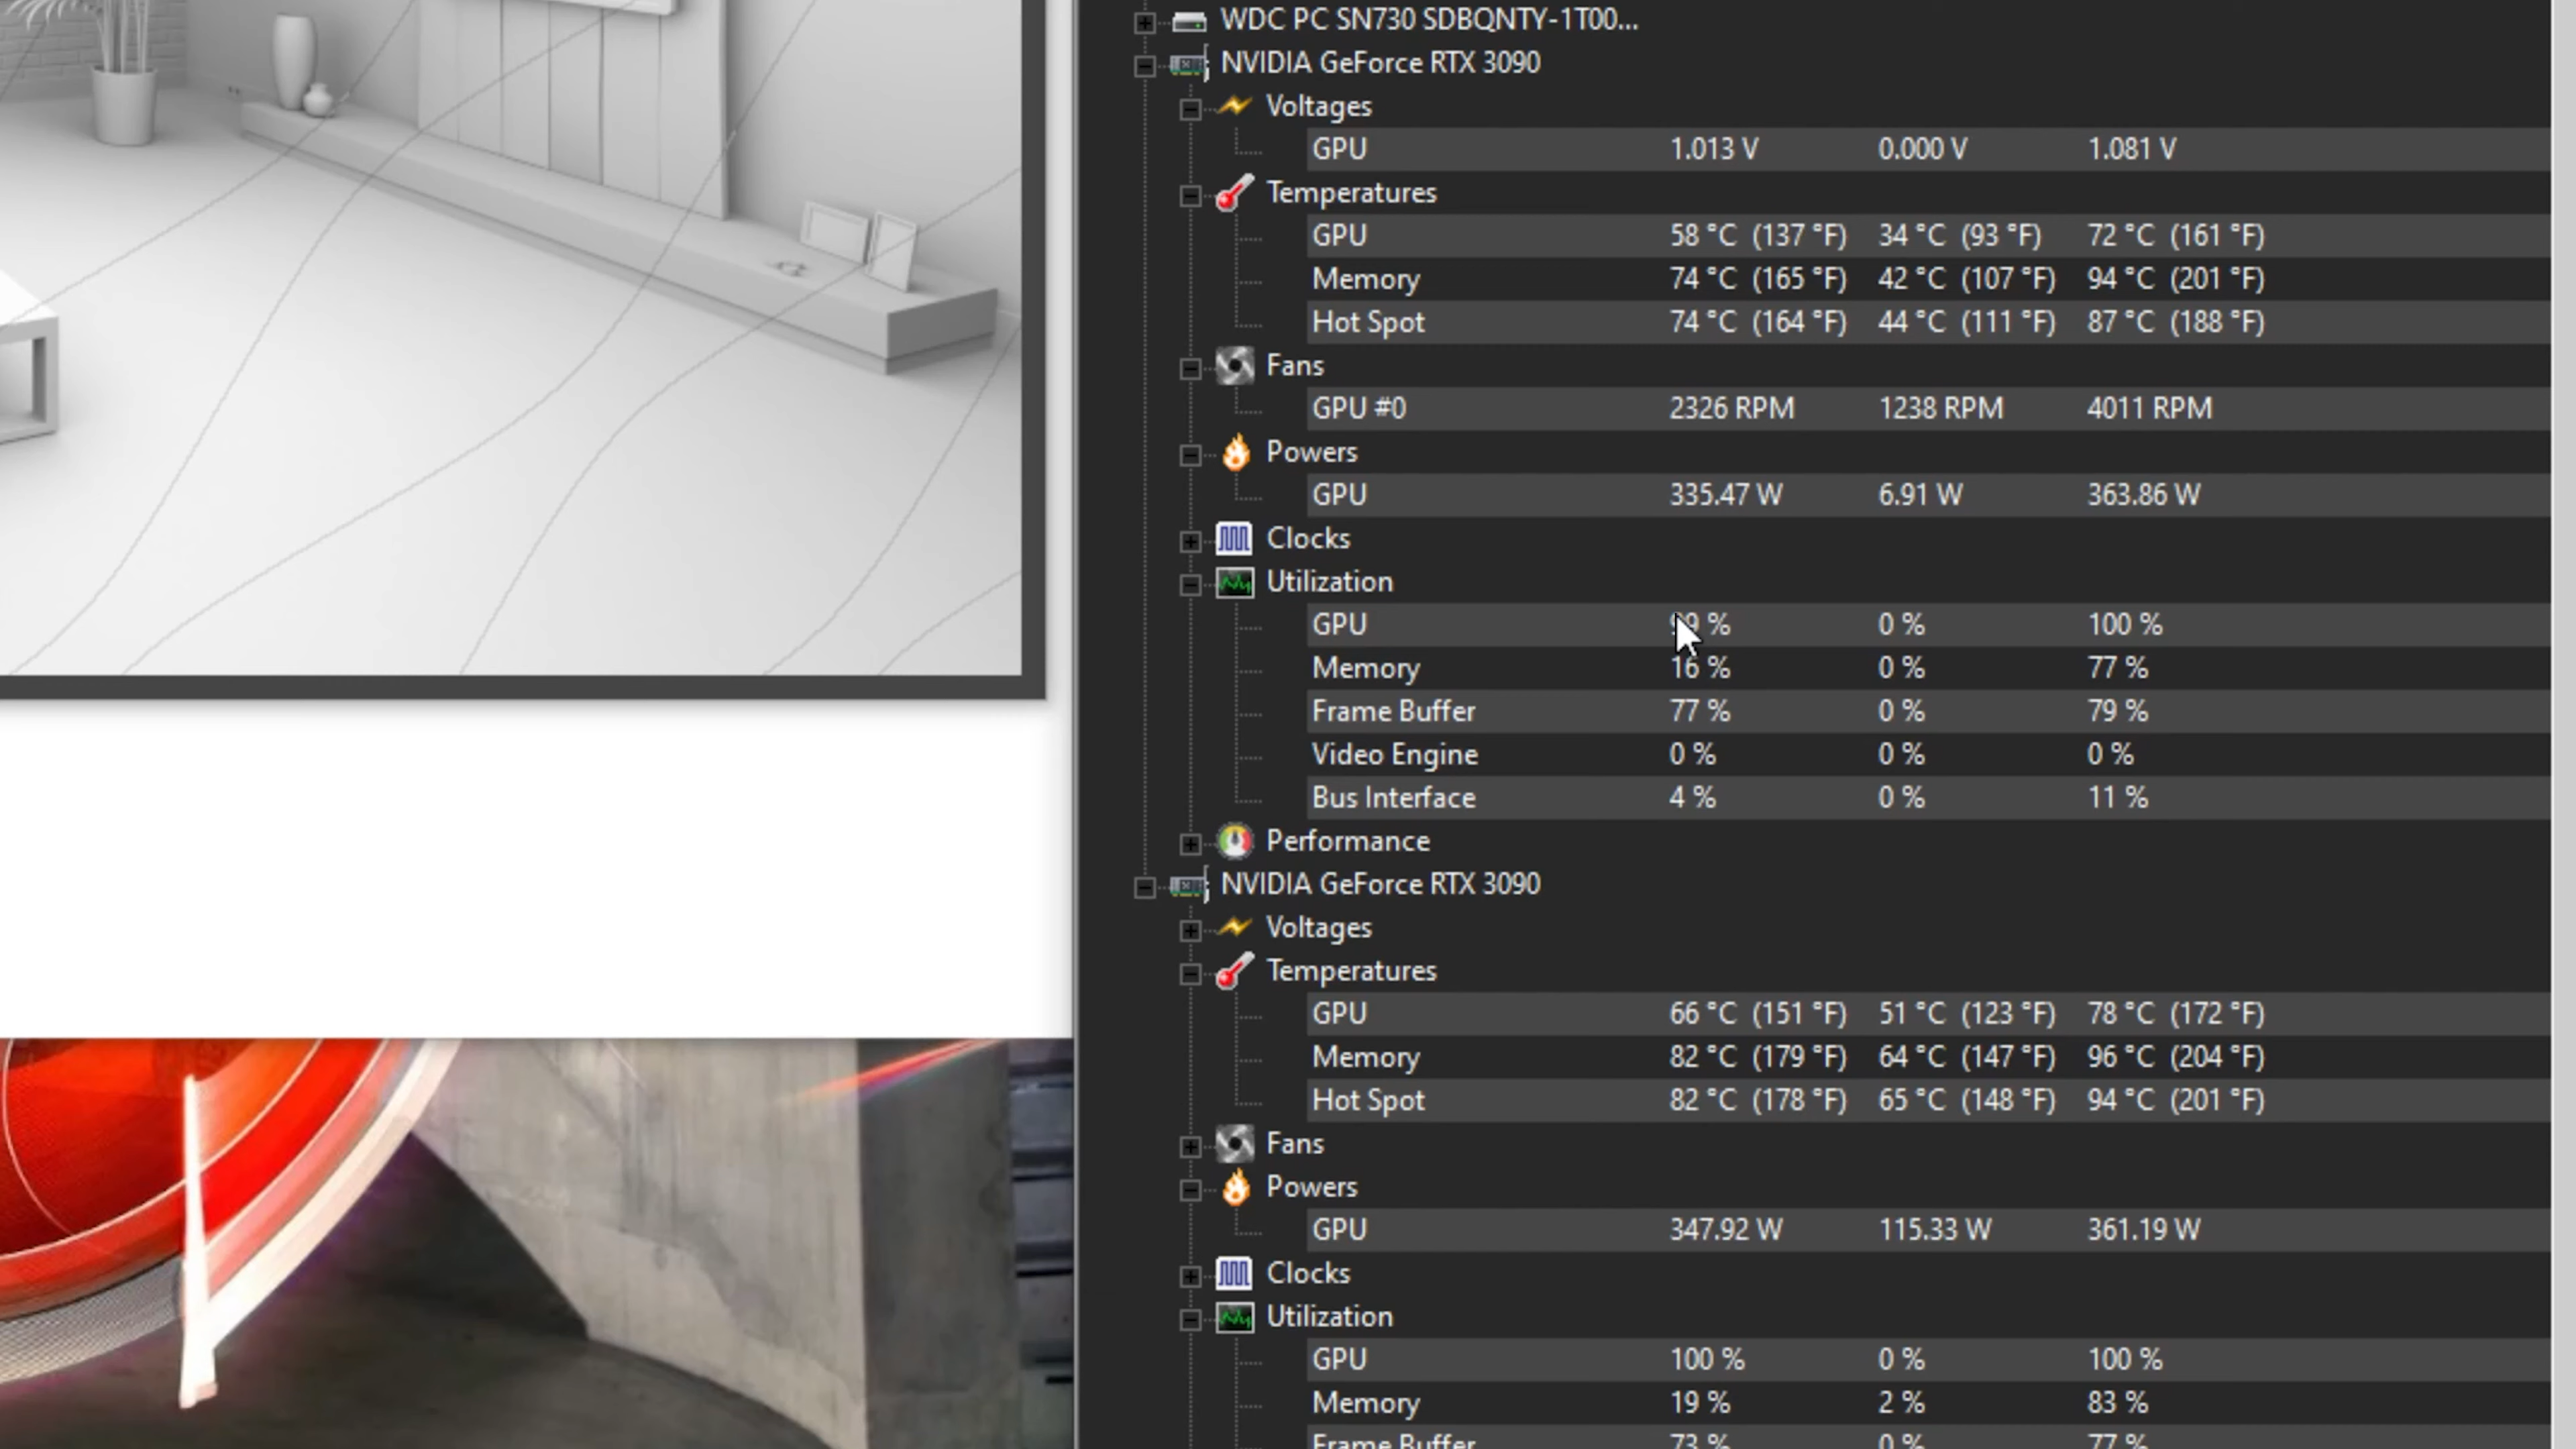 WDC PC SN730 SDBQNTY-1T00...
NVIDIA GeForce RTX 3090
Voltages
GPU 1.013 V 0.000 V 1.081 V
Temperatures
GPU 58 °C (137 °F) 34 °C (93 °F) 72 °C (161 °F)
Memory 74 °C (165 °F) 42 °C (107 °F) 94 °C (201 °F)
Hot Spot 74 °C (164 °F) 44 °C (111 °F) 87 °C (188 °F)
Fans
GPU #0 2326 RPM 1238 RPM 4011 RPM
Powers
GPU 335.47 W 6.91 W 363.86 W
Clocks
Utilization
GPU % 0 % 100 %
Memory 16 % 0 % 77 %
Frame Buffer 77 % 0 % 79 %
Video Engine 0 % 0 % 0 %
Bus Interface 4 % 0 % 11 %
Performance
NVIDIA GeForce RTX 3090
Voltages
Temperatures
GPU 66 °C (151 °F) 51 °C (123 °F) 78 °C (172 °F)
Memory 82 °C (179 °F) 64 °C (147 °F) 96 °C (204 °F)
Hot Spot 82 °C (178 °F) 65 °C (148 °F) 94 °C (201 °F)
Fans
Powers
GPU 347.92 W 115.33 W 361.19 W
Clocks
Utilization
GPU 100 % 0 % 100 %
Memory 19 % 2 % 83 %
Frame Buffer 73 % 0 % 77 %